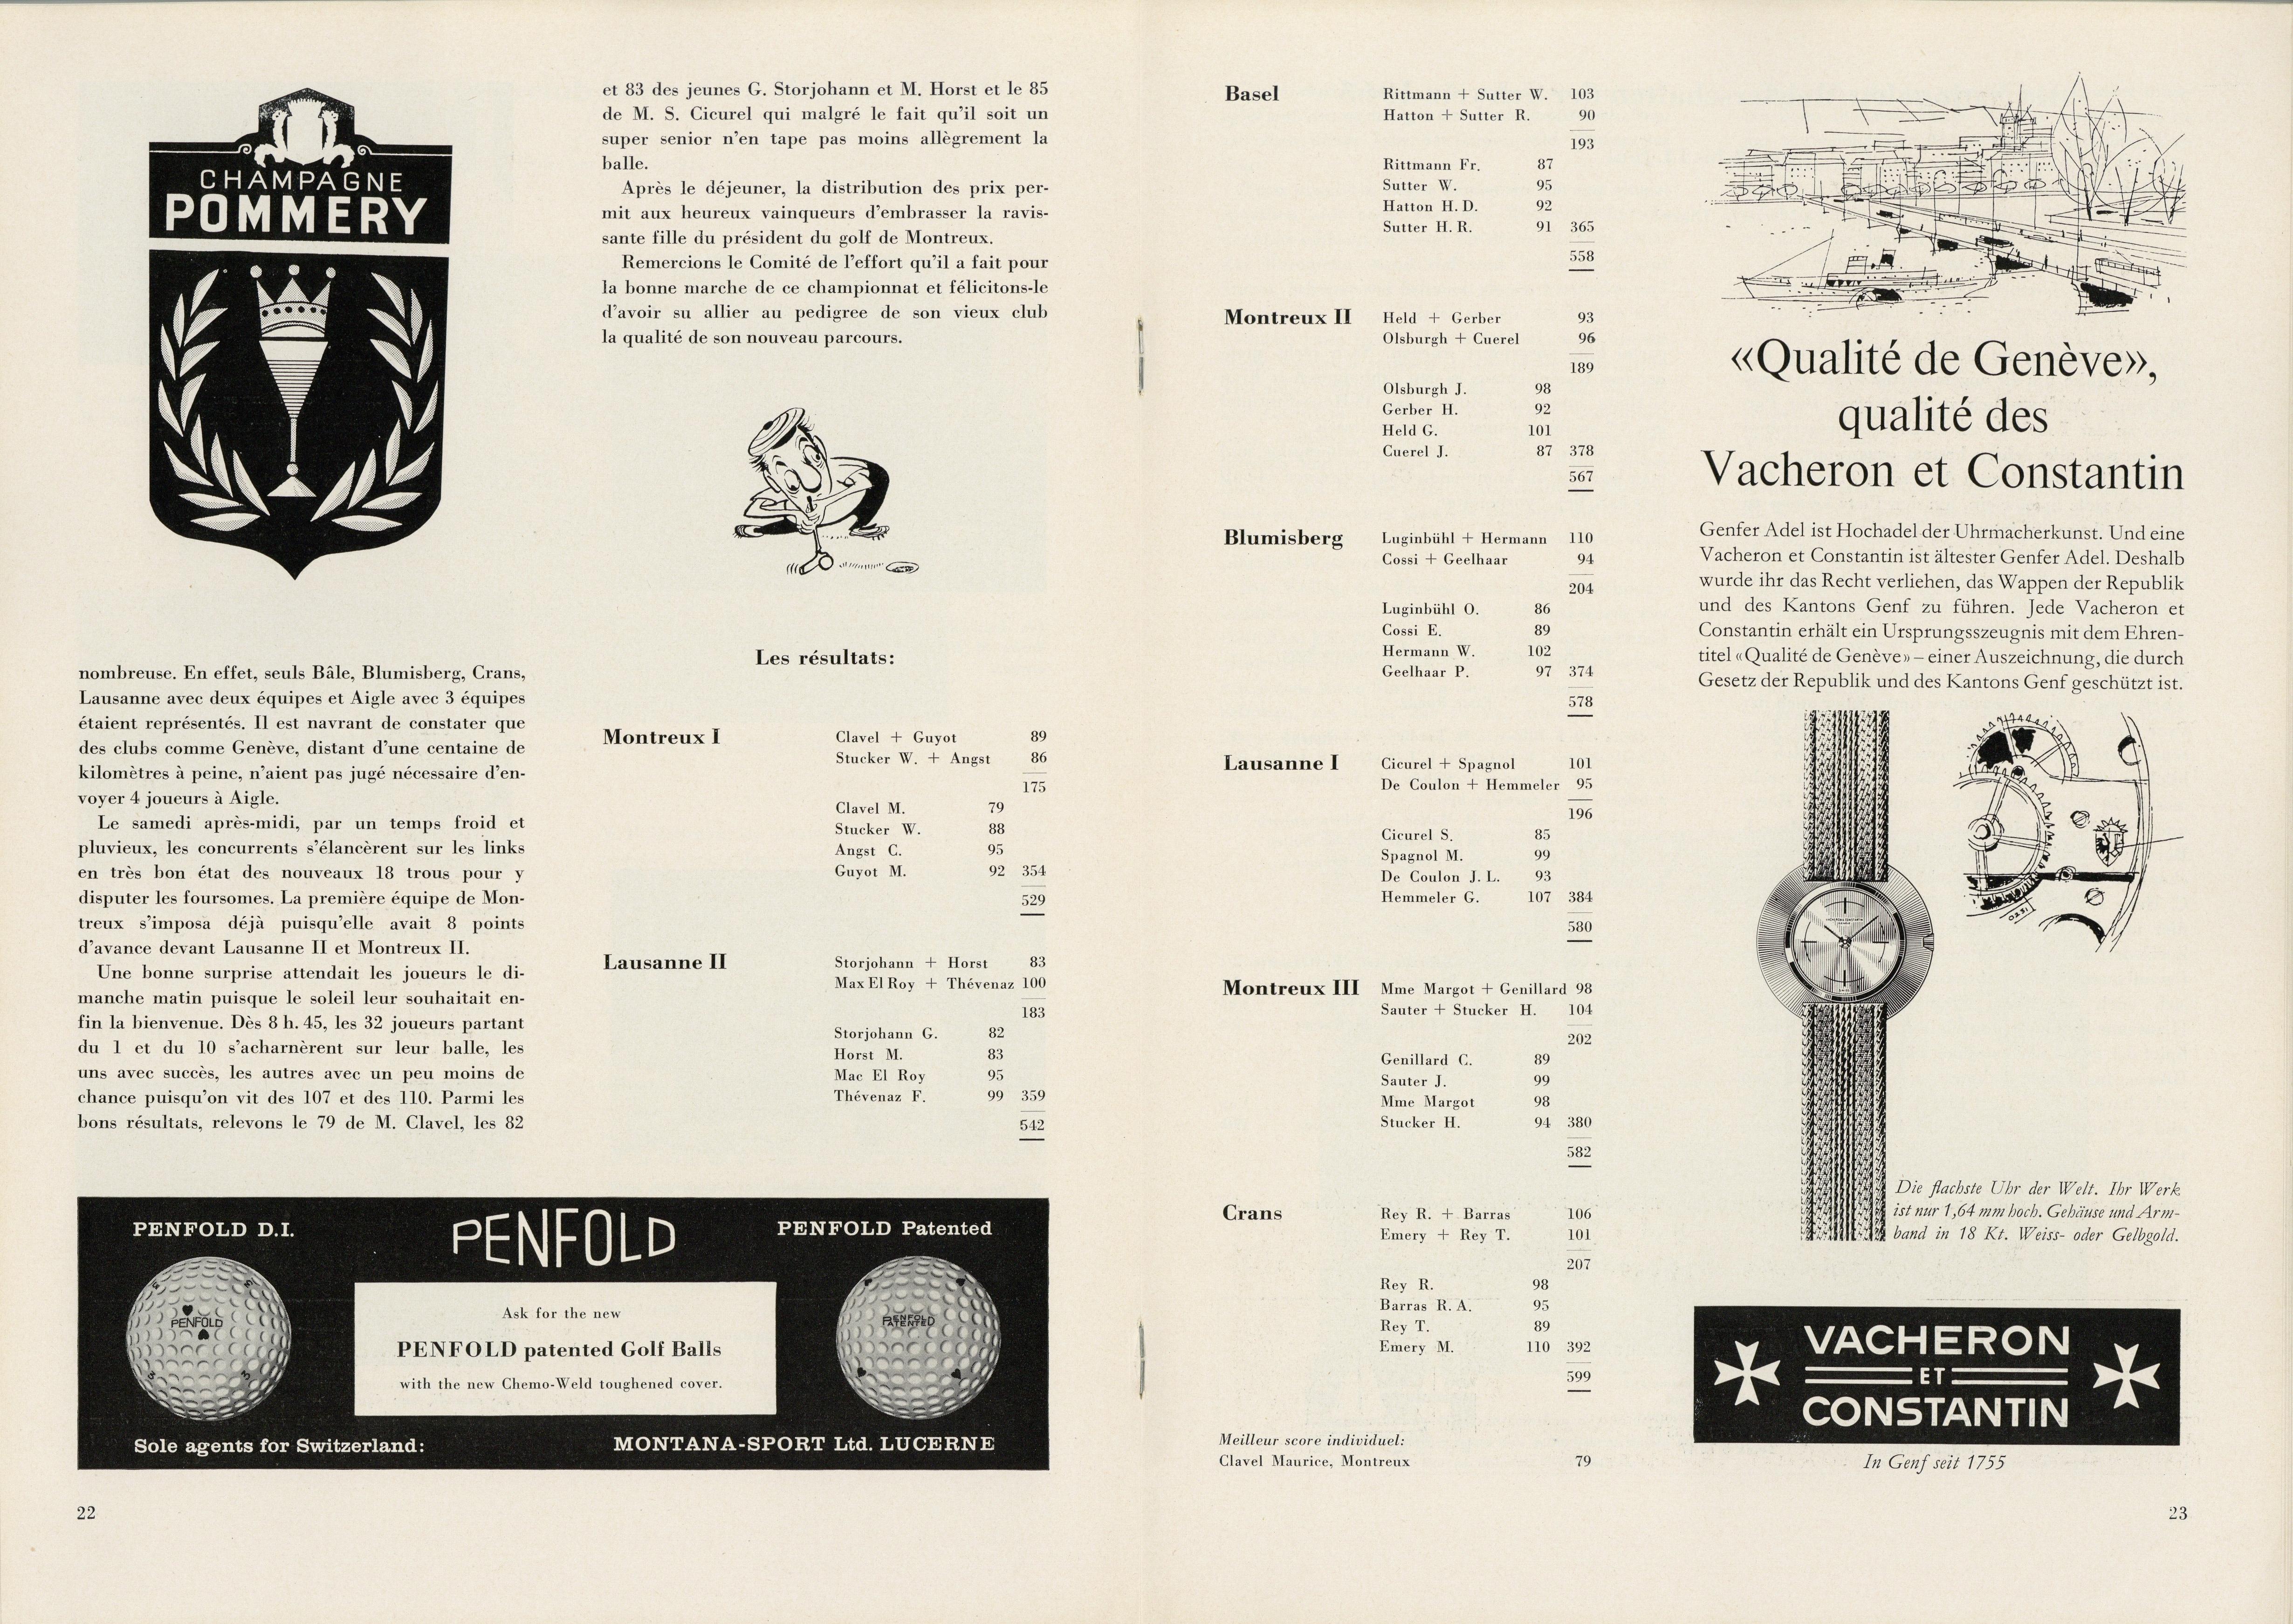 CHAMPAGNE
POMMERY
nombreuse. En effet, seuls Bâle, Blumisberg, Crans,
Lausanne avec deux équipes et Aigle avec 3 équipes
étaient représentés. Il est navrant de constater que
des clubs comme Genève, distant d'une centaine de
kilomètres à peine, n'aient pas jugé nécessaire d'en-
voyer 4 joueurs à Aigle.
Le samedi après-midi, par un temps froid et
pluvieux, les concurrents s'élancèrent sur les links
en très bon état des nouveaux 18 trous pour y
disputer les foursomes. La première équipe de Mon-
treux s'imposa déjà puisqu'elle avait 8 points
d'avance devant Lausanne II et Montreux II.
Une bonne surprise attendait les joueurs le di-
manche matin puisque le soleil leur souhaitait en-
fin la bienvenue. Dès 8 h. 45, les 32 joueurs partant
du 1 et du 10 s'acharnèrent sur leur balle, les
uns avec succès, les autres avec un peu moins de
chance puisqu'on vit des 107 et des 110. Parmi les
bons résultats, relevons le 79 de M. Clavel, les 82
et 83 des jeunes G. Storjohann et M. Horst et le 85
de M. S. Cicurel qui malgré le fait qu'il soit un
super senior n'en tape pas moins allègrement la
balle.
Après le déjeuner, la distribution des prix per-
mit aux heureux vainqueurs d'embrasser la ravis-
sante fille du président du golf de Montreux.
Remercions le Comité de l'effort qu'il a fait pour
la bonne marche de ce championnat et félicitons-le
d'avoir su allier au pedigree de son vieux club
la qualité de son nouveau parcours.
Les résultats:
Montreux I Clavel + Guyot 89
Stucker W. + Angst 86
175
Clavel M. 79
Stucker W. 88
Angst C. 95
Guyot M. 92 354
529
Lausanne II Storjohann + Horst 83
Max El Roy + Thévenaz 100
183
Storjohann G. 82
Horst M. 83
Mac El Roy 95
Thévenaz F. 99 359
542
PENFOLD D.I.
PENFOLD
PENFOLD Patented
PENFOLD
PENFOLD
PATENTED
Ask for the new
PENFOLD patented Golf Balls
with the new Chemo-Weld toughened cover.
Sole agents for Switzerland: MONTANA-SPORT Ltd. LUCERNE
22
Basel Rittmann + Sutter W. 103
Hatton + Sutter R. 90
193
Rittmann Fr. 87
Sutter W. 95
Hatton H. D. 92
Sutter H. R. 91 365
558
Montreux II Held + Gerber 93
Olsburgh + Cuerel 96
189
Olsburgh J. 98
Gerber H. 92
Held G. 101
Cuerel J. 87 378
567
Blumisberg Luginbühl + Hermann 110
Cossi + Geelhaar 94
204
Luginbühl O. 86
Cossi E. 89
Hermann W. 102
Geelhaar P. 97 374
578
Lausanne I Cicurel + Spagnol 101
De Coulon + Hemmeler 95
196
Cicurel S. 85
Spagnol M. 99
De Coulon J. L. 93
Hemmeler G. 107 384
580
Montreux III Mme Margot + Genillard 98
Sauter + Stucker H. 104
202
Genillard C. 89
Sauter J. 99
Mme Margot 98
Stucker H. 94 380
582
Crans Rey R. + Barras 106
Emery + Rey T. 101
207
Rey R. 98
Barras R. A. 95
Rey T. 89
Emery M. 110 392
599
Meilleur score individuel:
Clavel Maurice, Montreux 79
«Qualité de Genève»,
qualité des
Vacheron et Constantin
Genfer Adel ist Hochadel der Uhrmacherkunst. Und eine
Vacheron et Constantin ist ältester Genfer Adel. Deshalb
wurde ihr das Recht verliehen, das Wappen der Republik
und des Kantons Genf zu führen. Jede Vacheron et
Constantin erhält ein Ursprungsszeugnis mit dem Ehren-
titel «Qualité de Genève» – einer Auszeichnung, die durch
Gesetz der Republik und des Kantons Genf geschützt ist.
Die flachste Uhr der Welt. Ihr Werk
ist nur 1,64 mm hoch. Gehäuse und Arm-
band in 18 Kt. Weiss- oder Gelbgold.
VACHERON
ET
CONSTANTIN
In Genf seit 1755
23